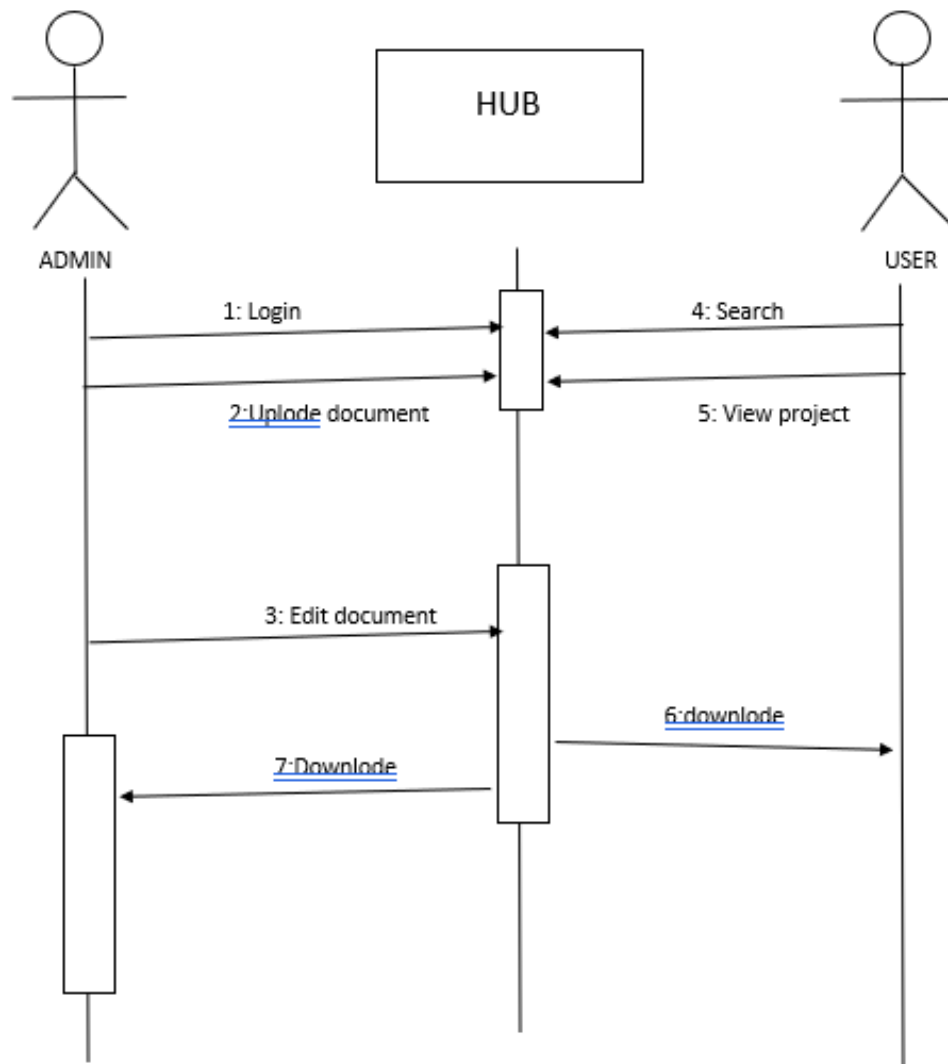 HUB
ADMIN
USER
1: Login
4: Search
2:Uplode document
5: View project
3: Edit document
6:downlode
7:Downlode